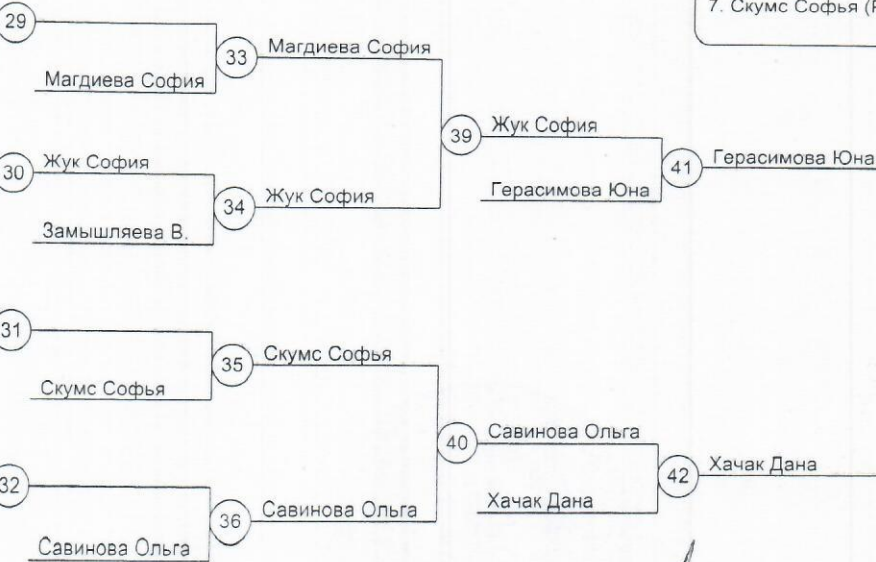 7. Скумс Софья
29
33 Магдиева София
Магдиева София
39 Жук София
30 Жук София
41 Герасимова Юна
34 Жук София
Герасимова Юна
Замышляева В.
31
35 Скумс Софья
Скумс Софья
40 Савинова Ольга
42 Хачак Дана
32
Хачак Дана
36 Савинова Ольга
Савинова Ольга